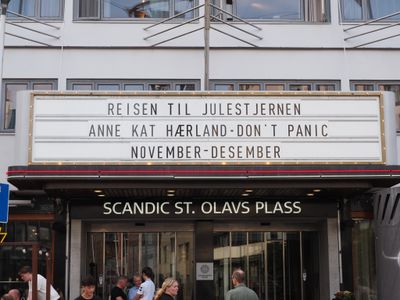 REISEN TIL JULESTJERNEN
ANNE KAT HÆRLAND-DON'T PANIC
NOVEMBER-DESEMBER
SCANDIC ST. OLAVS PLASS